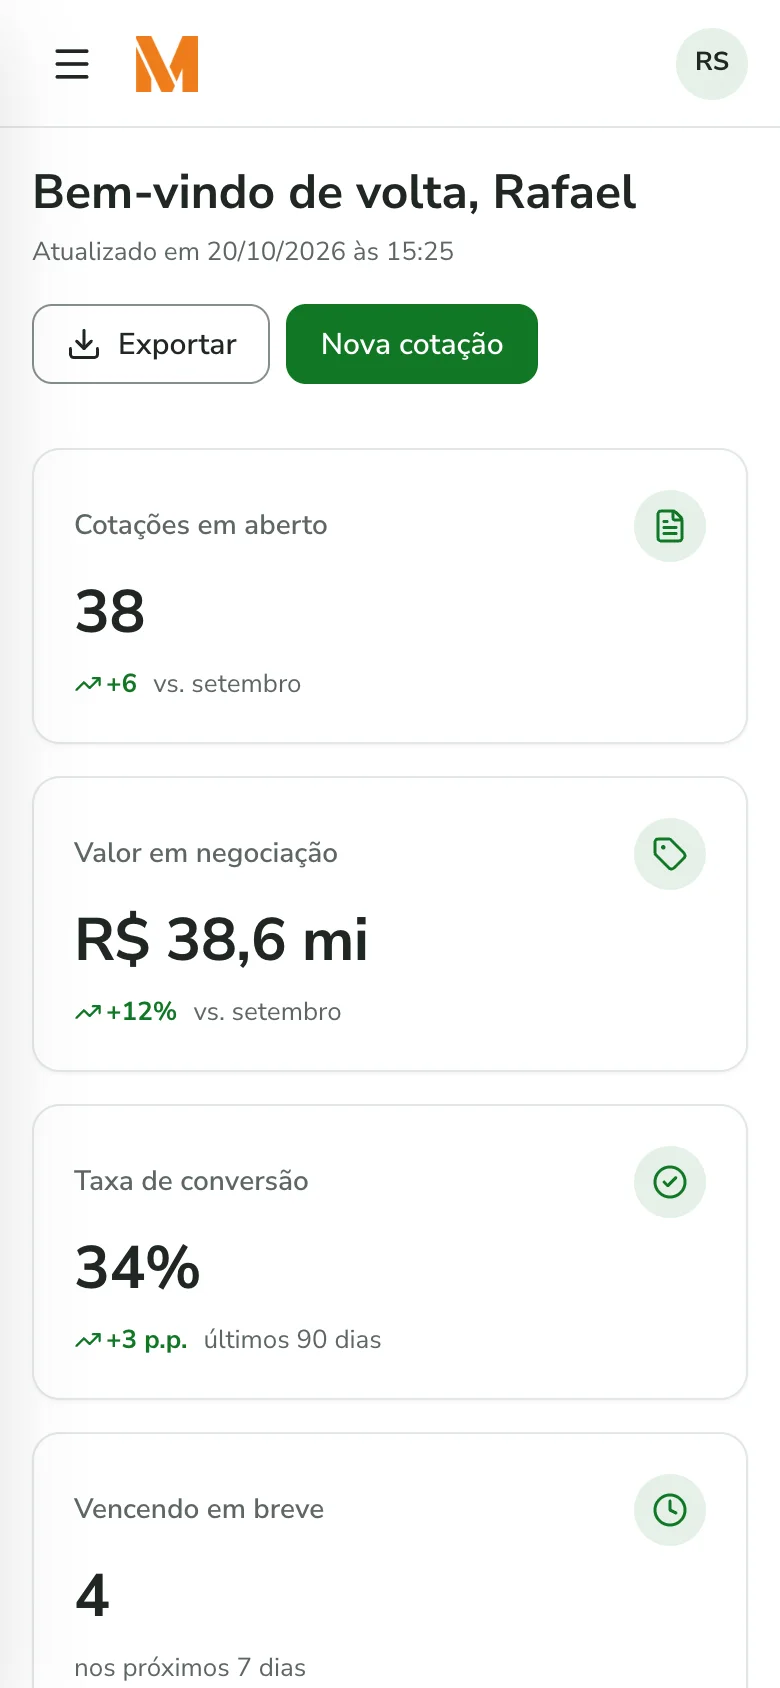 M
RS
Bem-vindo de volta, Rafael
Atualizado em 20/10/2026 às 15:25
Exportar
Nova cotação
Cotações em aberto
38
+6 vs. setembro
Valor em negociação
R$ 38,6 mi
+12% vs. setembro
Taxa de conversão
34%
+3 p.p. últimos 90 dias
Vencendo em breve
4
nos próximos 7 dias